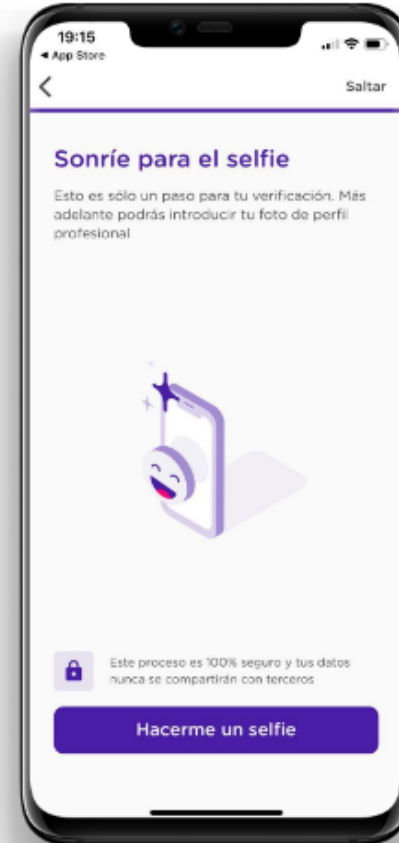 19:15
◀ App Store
Saltar
Sonríe para el selfie
Esto es sólo un paso para tu verificación. Más
adelante podrás introducir tu foto de perfil
profesional
Este proceso es 100% seguro y tus datos
nunca se compartirán con terceros
Hacerme un selfie